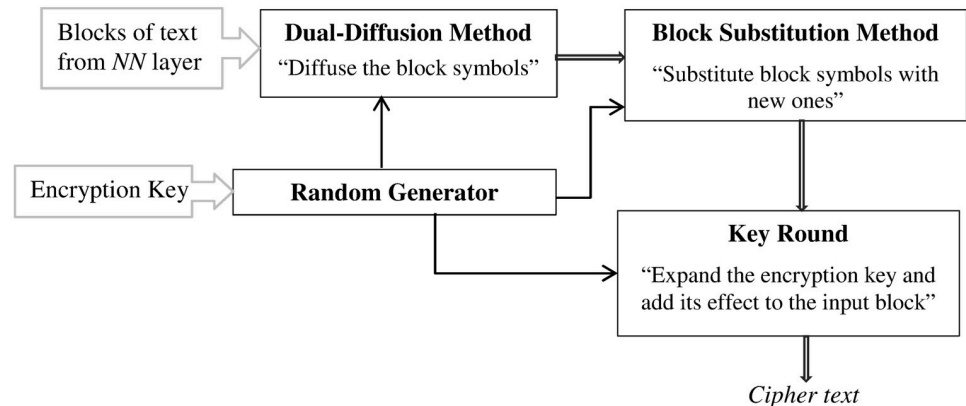 Blocks of text
from NN layer
Dual-Diffusion Method
“Diffuse the block symbols”
Block Substitution Method
“Substitute block symbols with
new ones”
Encryption Key
Random Generator
Key Round
“Expand the encryption key and
add its effect to the input block”
Cipher text